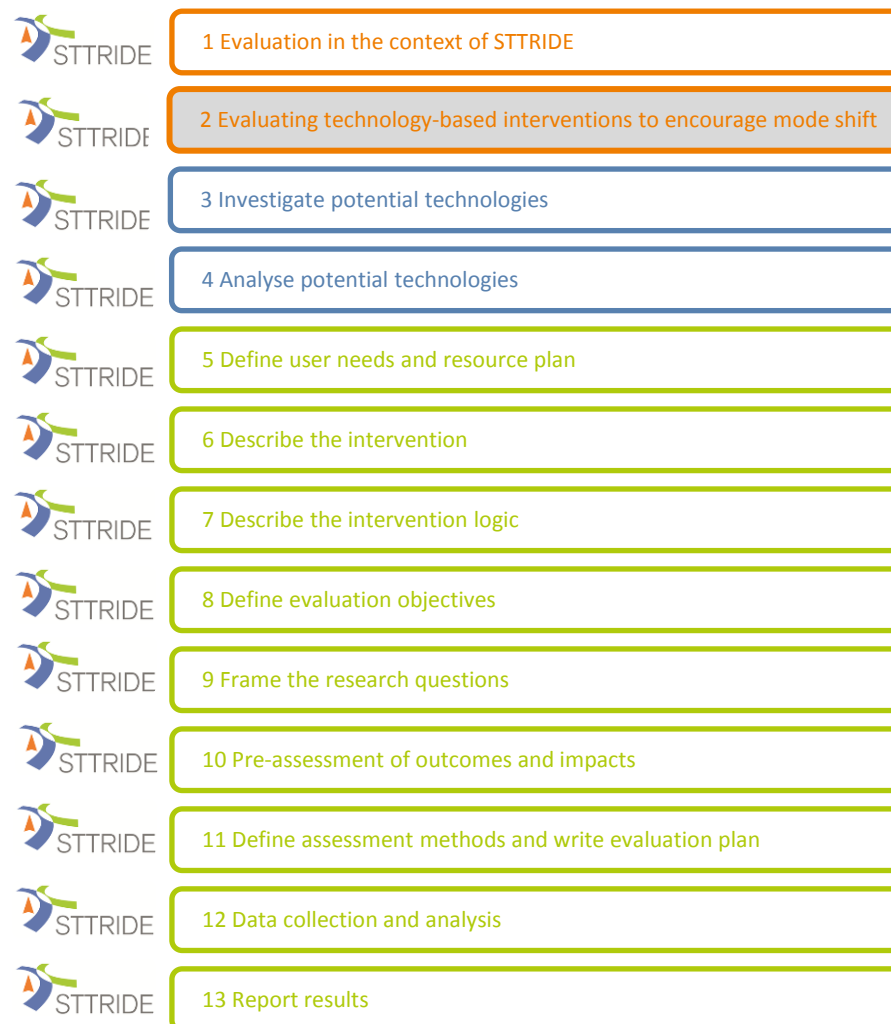 STTRIDE
1 Evaluation in the context of STTRIDE
STTRIDE
2 Evaluating technology-based interventions to encourage mode shift
STTRIDE
3 Investigate potential technologies
STTRIDE
4 Analyse potential technologies
STTRIDE
5 Define user needs and resource plan
STTRIDE
6 Describe the intervention
STTRIDE
7 Describe the intervention logic
STTRIDE
8 Define evaluation objectives
STTRIDE
9 Frame the research questions
STTRIDE
10 Pre-assessment of outcomes and impacts
STTRIDE
11 Define assessment methods and write evaluation plan
STTRIDE
12 Data collection and analysis
STTRIDE
13 Report results